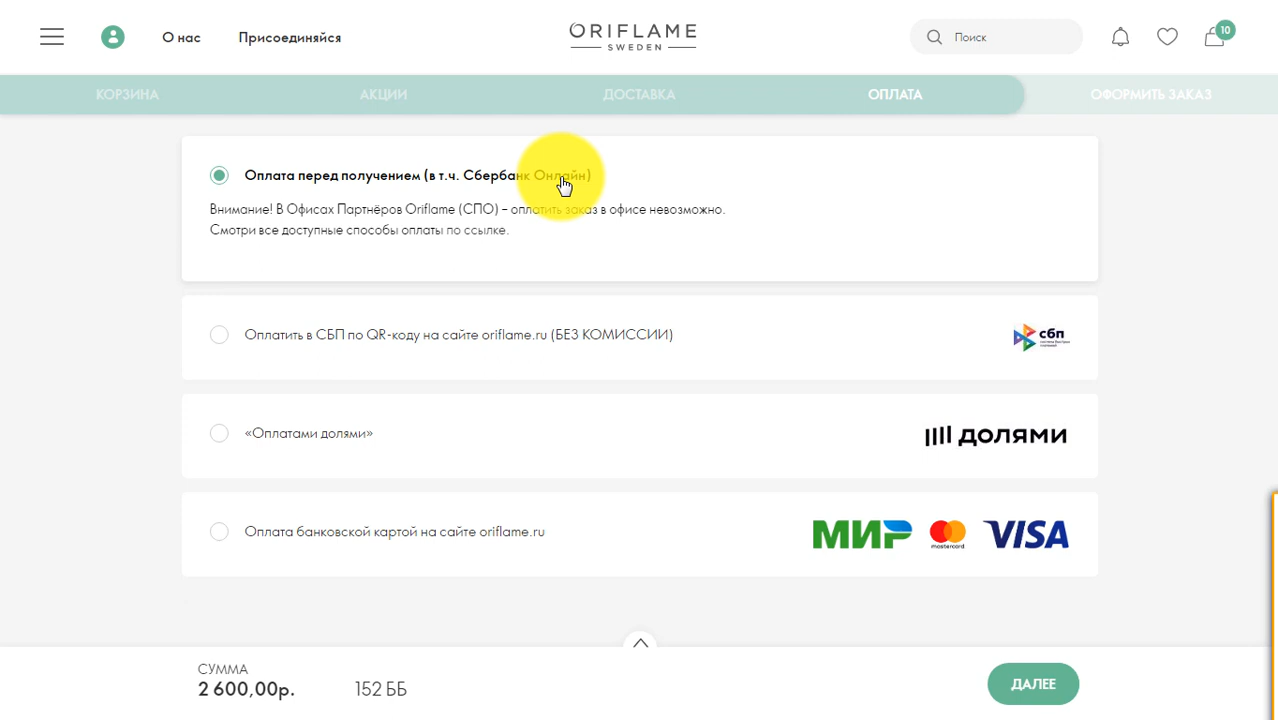 О нас
Присоединяйся
ORIFLAME
SWEDEN
Поиск
10
КОРЗИНА
АКЦИИ
ДОСТАВКА
ОПЛАТА
ОФОРМИТЬ ЗАКАЗ
Оплата перед получением (в т.ч. Сбербанк Онлайн)
Внимание! В Офисах Партнёров Oriflame (СПО) – оплатить заказ в офисе невозможно.
Смотри все доступные способы оплаты по ссылке.
Оплатить в СБП по QR-коду на сайте oriflame.ru (БЕЗ КОМИССИИ)
сбп
«Оплатами долями»
долями
Оплата банковской картой на сайте oriflame.ru
МИР
mastercard
VISA
СУММА
2 600,00р.
152 ББ
ДАЛЕЕ